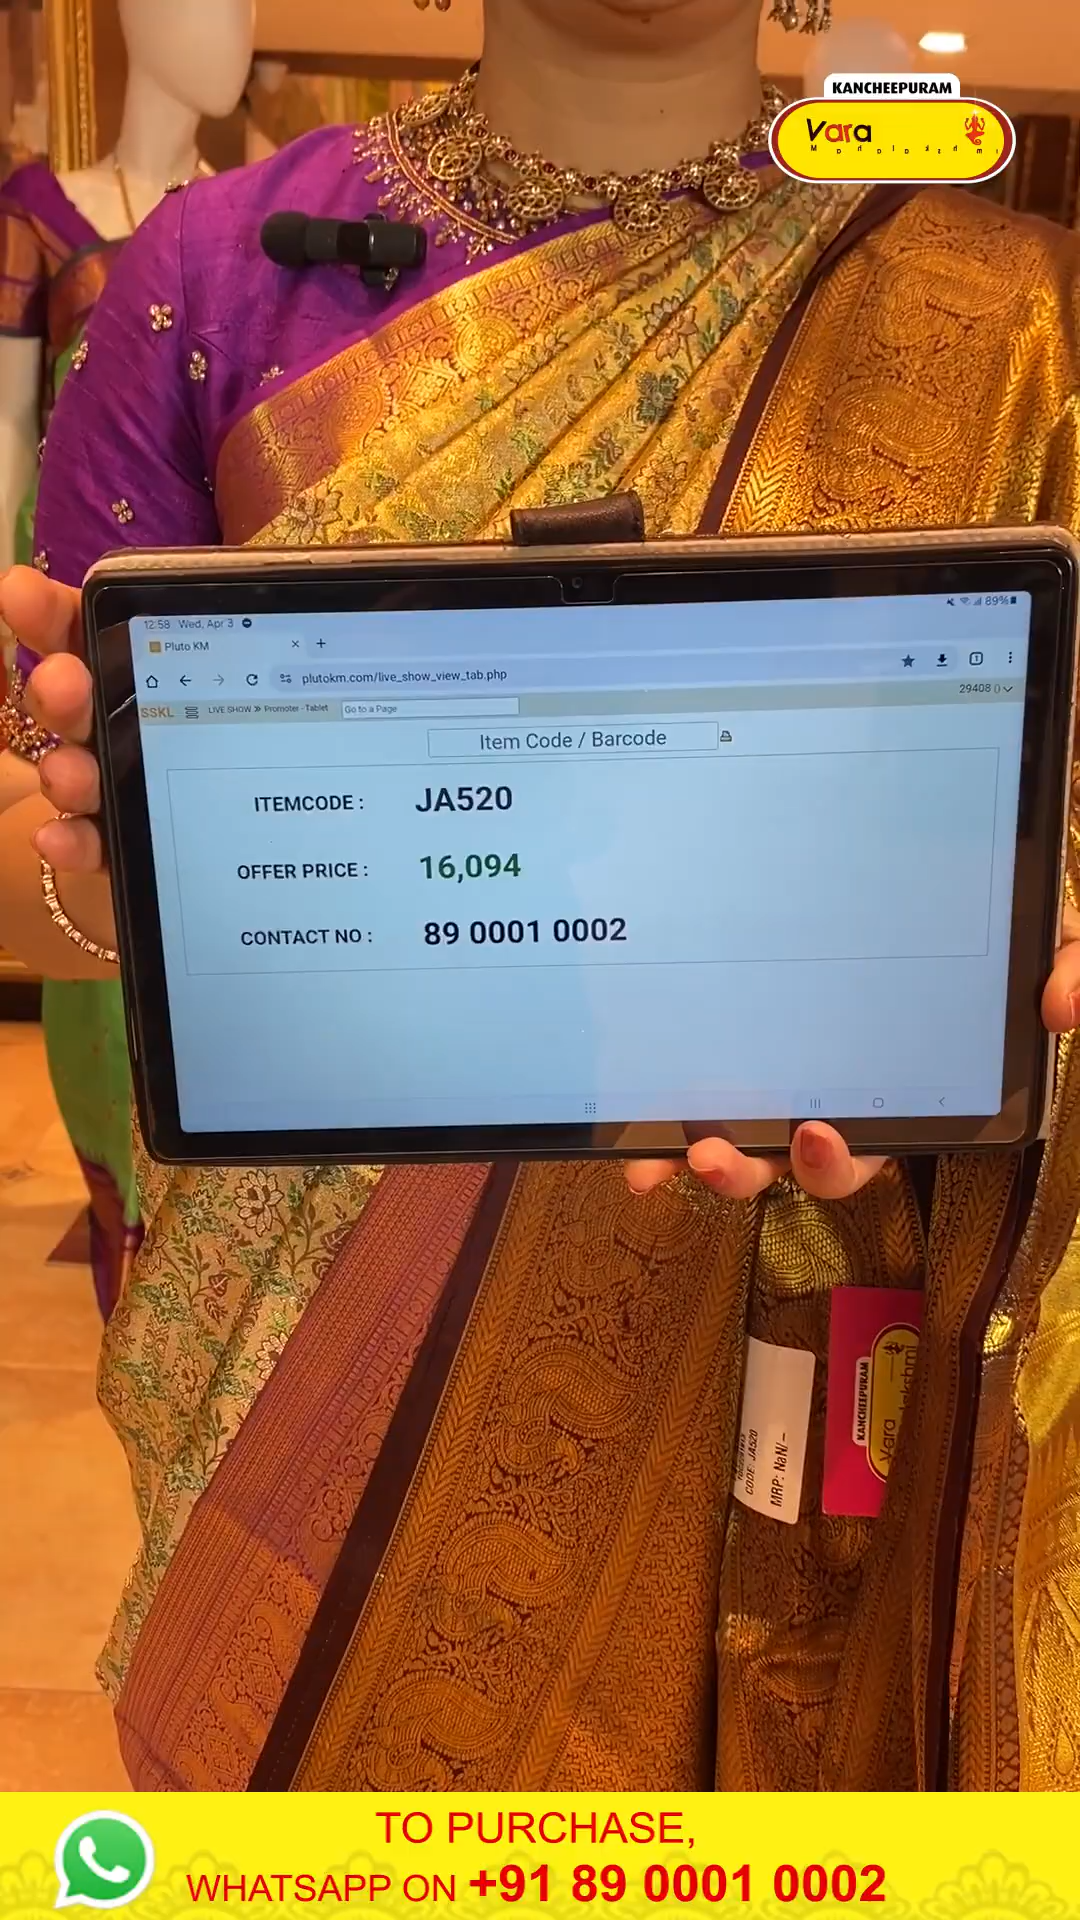 KANCHEEPURAM
Vara
12:58 Wed, Apr 3
89%
Pluto KM
plutokm.com/live_show_view_tab.php
29408 ()
SSKL
LIVE SHOW » Promoter - Tablet
Go to a Page
Item Code / Barcode
ITEMCODE : JA520
OFFER PRICE : 16,094
CONTACT NO : 89 0001 0002
CODE: JA520
MRP: NaN/–
KANCHEEPURAM
Vara
TO PURCHASE,
WHATSAPP ON +91 89 0001 0002